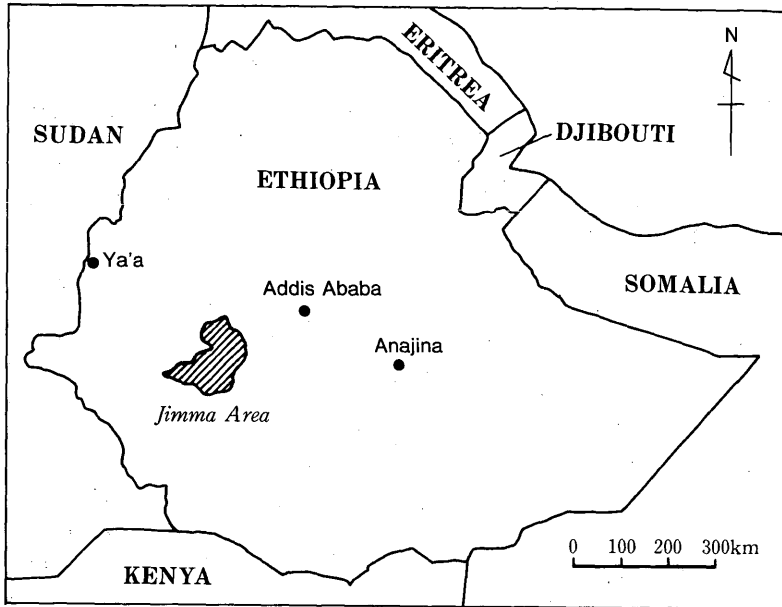 N
ERITREA
SUDAN
DJIBOUTI
ETHIOPIA
Ya'a
Addis Ababa
SOMALIA
Anajina
Jimma Area
0 100 200 300km
KENYA